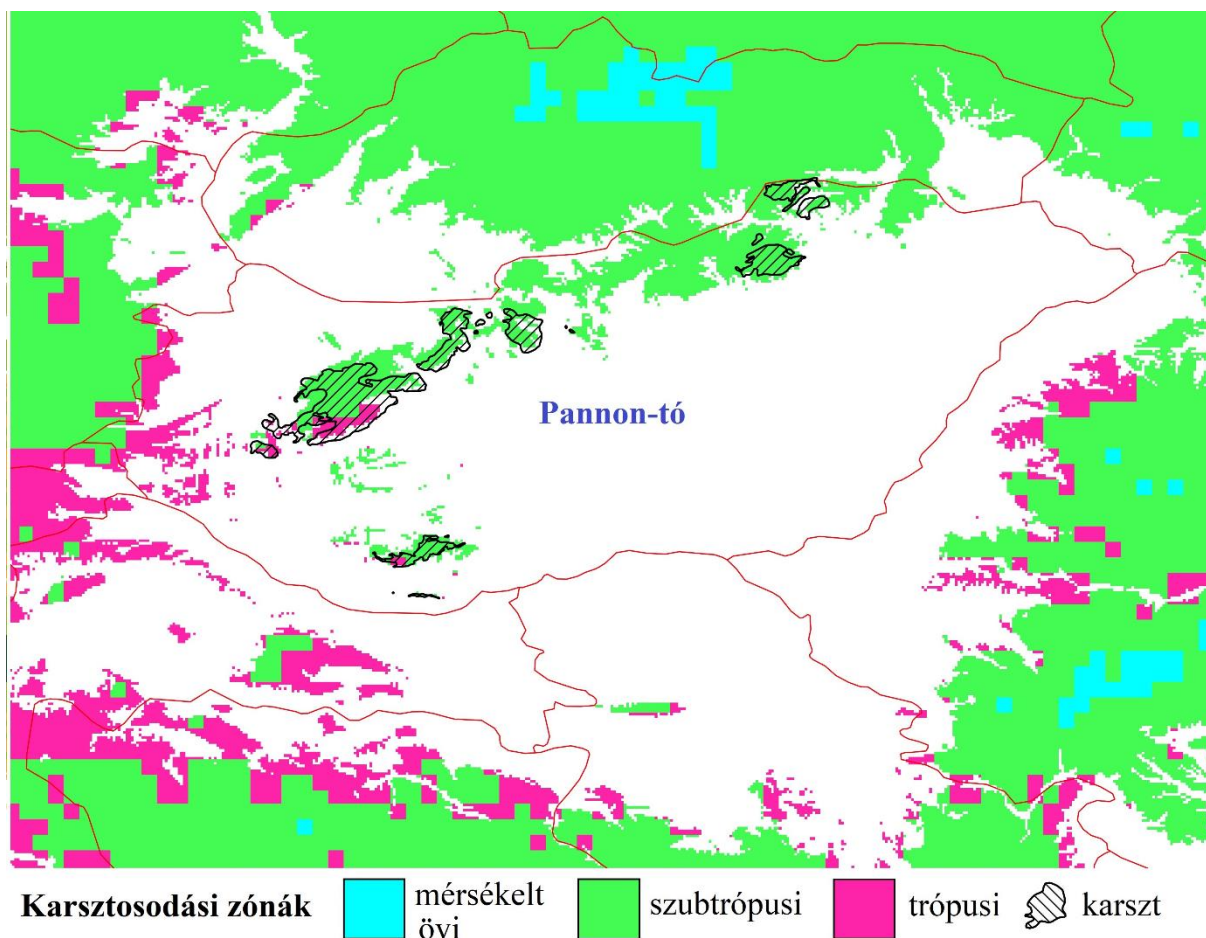 Pannon-tó
Karsztosodási zónák
mérsékelt
övi
szubtrópusi
trópusi
karszt